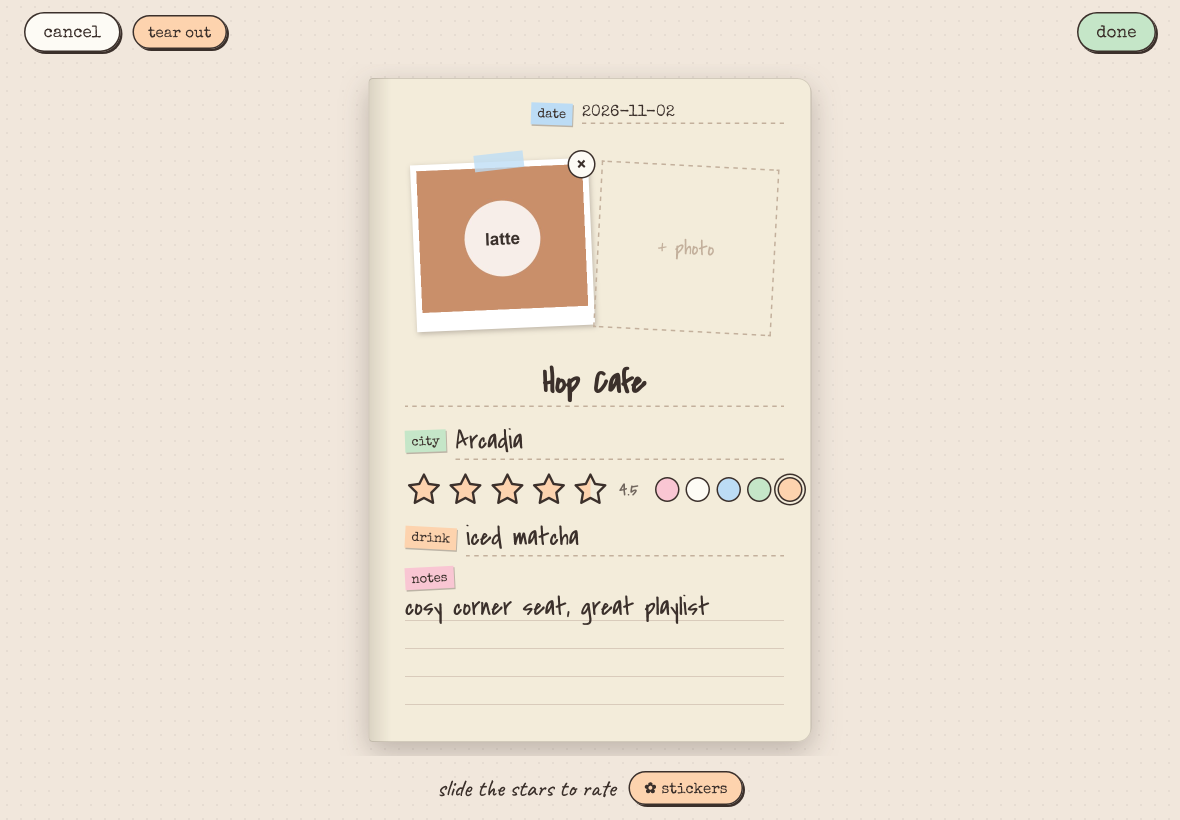 cancel
tear out
done
date 2026-11-02
×
latte
+ photo
Hop Cafe
city Arcadia
4.5
drink iced matcha
notes
cosy corner seat, great playlist
slide the stars to rate
✿ stickers